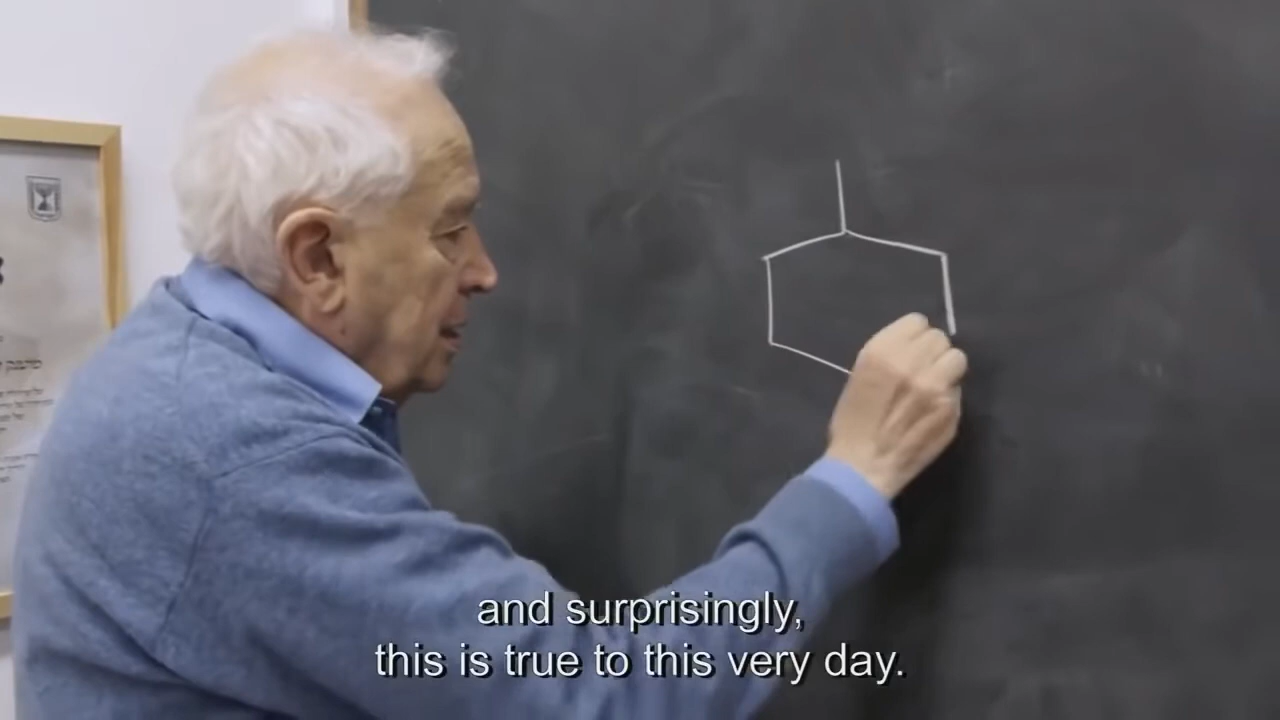 and surprisingly,
this is true to this very day.